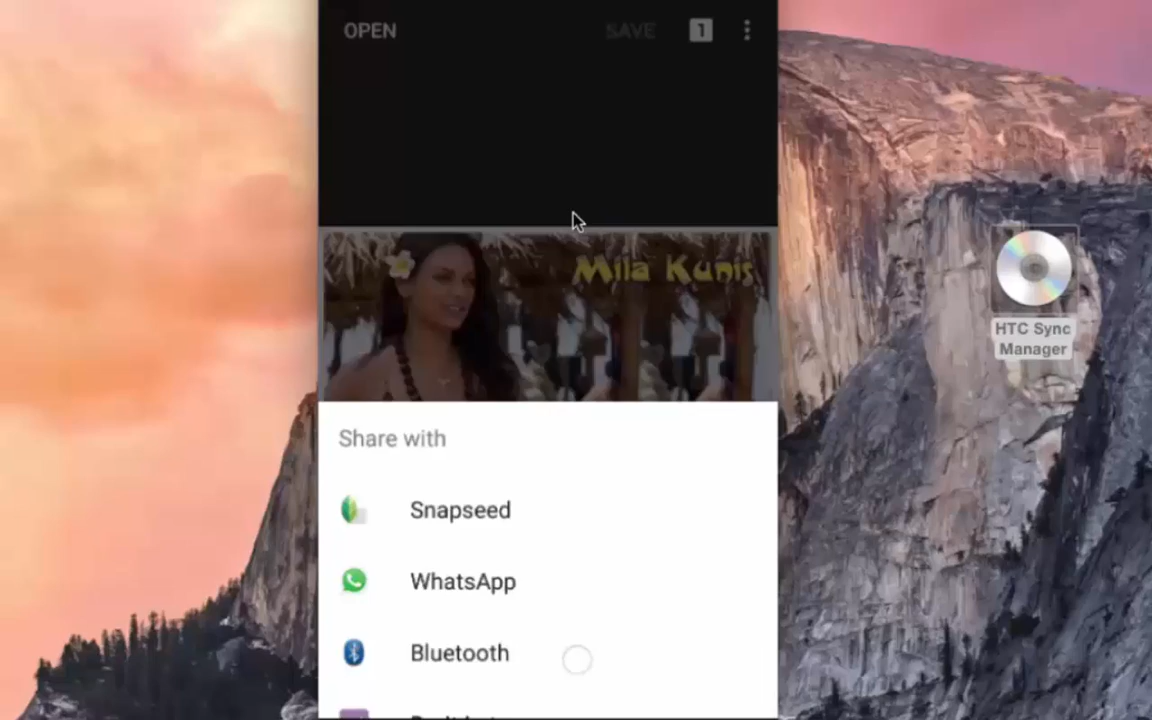 OPEN
SAVE
1
Mila Kunis
HTC Sync
Manager
Share with
Snapseed
WhatsApp
Bluetooth